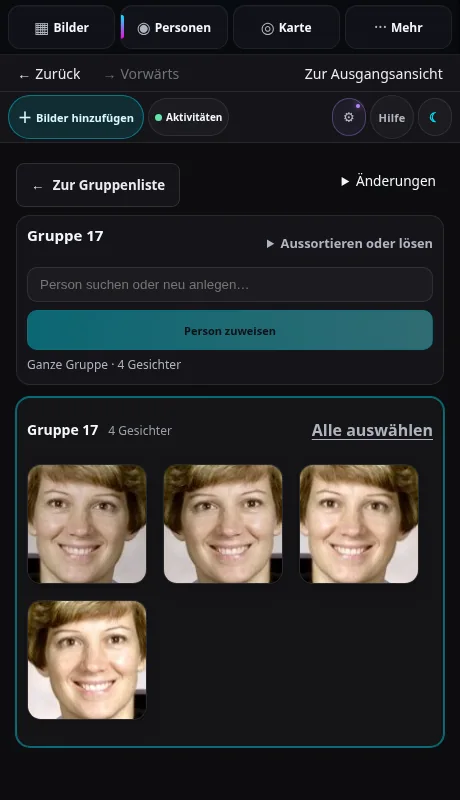 Bilder
Personen
Karte
··· Mehr
← Zurück → Vorwärts Zur Ausgangsansicht
+ Bilder hinzufügen
Aktivitäten
Hilfe
← Zur Gruppenliste
▶ Änderungen
Gruppe 17
▶ Aussortieren oder lösen
Person suchen oder neu anlegen…
Person zuweisen
Ganze Gruppe · 4 Gesichter
Gruppe 17 4 Gesichter Alle auswählen